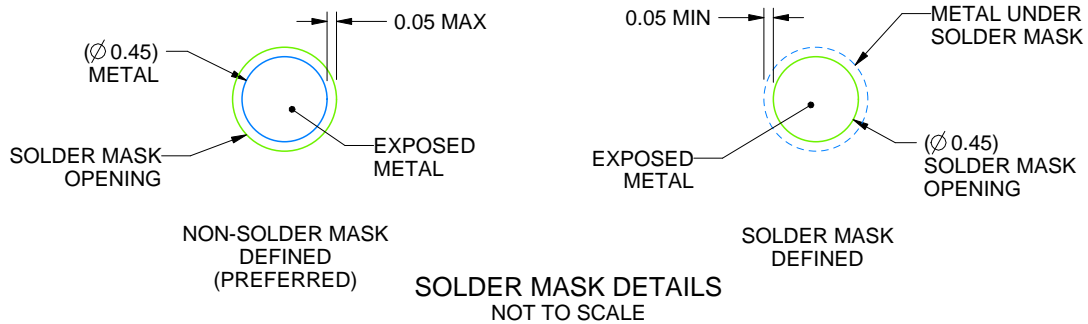 0.05 MAX
(Ø 0.45)
METAL
SOLDER MASK
OPENING
EXPOSED
METAL
NON-SOLDER MASK
DEFINED
(PREFERRED)
0.05 MIN
METAL UNDER
SOLDER MASK
EXPOSED
METAL
(Ø 0.45)
SOLDER MASK
OPENING
SOLDER MASK
DEFINED
SOLDER MASK DETAILS
NOT TO SCALE